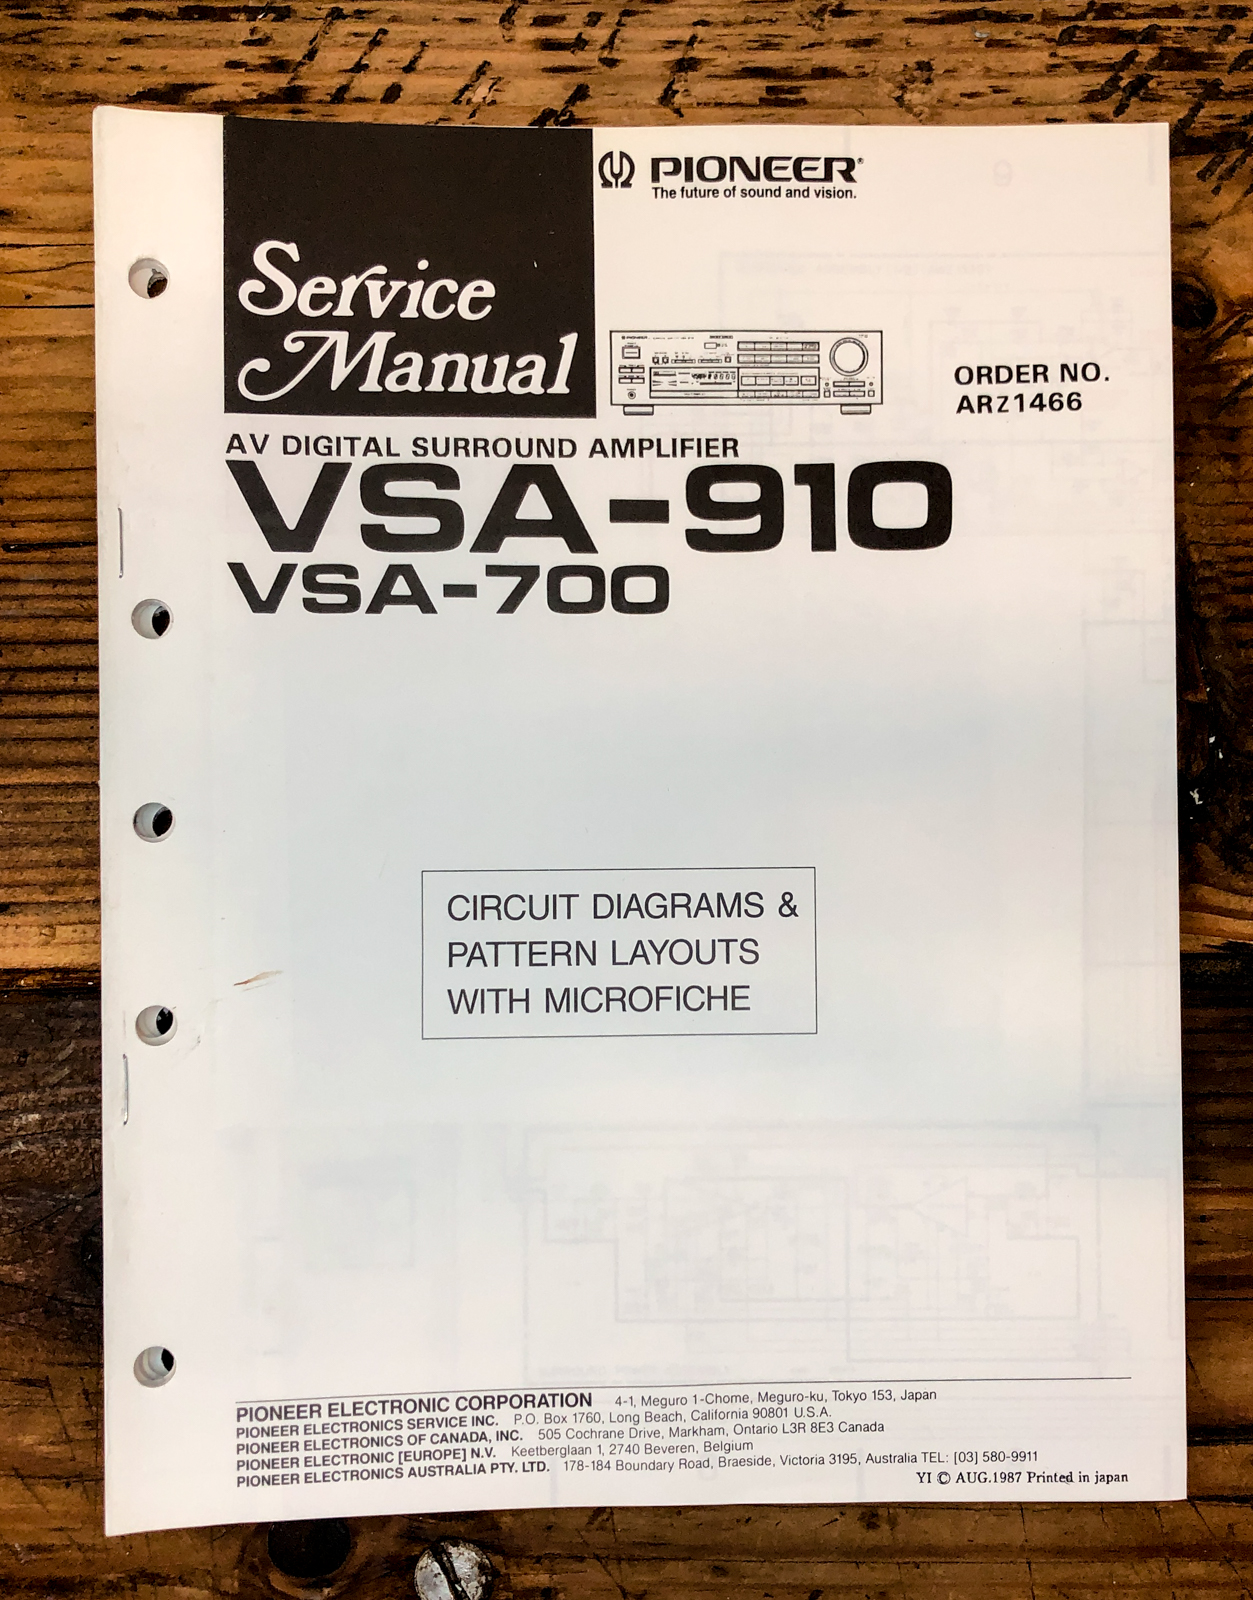 PIONEER®
The future of sound and vision.
Service
Manual
PIONEER
ORDER NO.
ARZ1466
AV DIGITAL SURROUND AMPLIFIER
VSA-910
VSA-700
CIRCUIT DIAGRAMS &
PATTERN LAYOUTS
WITH MICROFICHE
PIONEER ELECTRONIC CORPORATION 4-1, Meguro 1-Chome, Meguro-ku, Tokyo 153, Japan
PIONEER ELECTRONICS SERVICE INC. P.O. Box 1760, Long Beach, California 90801 U.S.A.
PIONEER ELECTRONICS OF CANADA, INC. 505 Cochrane Drive, Markham, Ontario L3R 8E3 Canada
PIONEER ELECTRONIC [EUROPE] N.V. Keetberglaan 1, 2740 Beveren, Belgium
PIONEER ELECTRONICS AUSTRALIA PTY. LTD. 178-184 Boundary Road, Braeside, Victoria 3195, Australia TEL: [03] 580-9911
YI © AUG.1987 Printed in japan